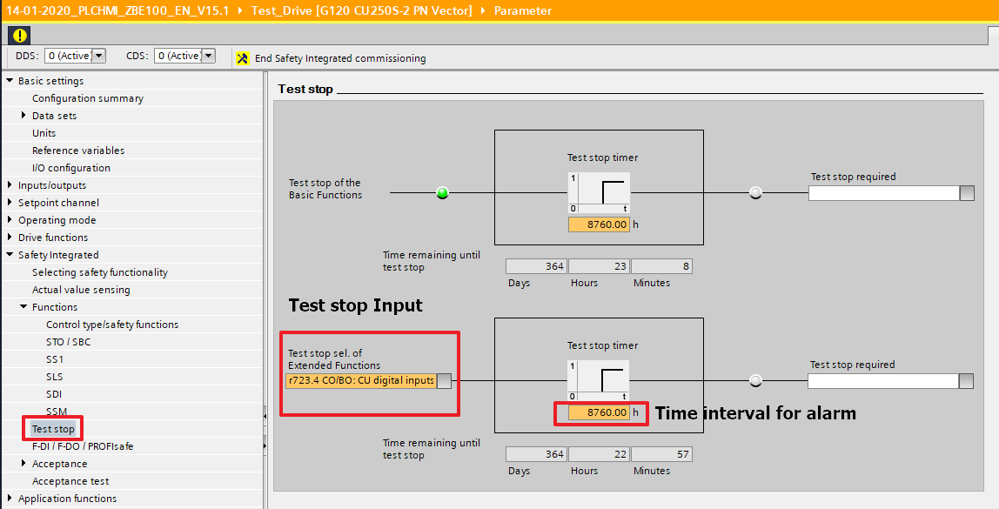 14-01-2020_PLCHMI_ZBE100_EN_V15.1 Test_Drive [G120 CU250S-2 PN Vector] Parameter
DDS: 0 (Active) CDS: 0 (Active) End Safety Integrated commissioning
Basic settings
Configuration summary
Data sets
Units
Reference variables
I/O configuration
Inputs/outputs
Setpoint channel
Operating mode
Drive functions
Safety Integrated
Selecting safety functionality
Actual value sensing
Functions
Control type/safety functions
STO / SBC
SS1
SLS
SDI
SSM
Test stop
F-DI / F-DO / PROFIsafe
Acceptance
Acceptance test
Application functions
Test stop
Test stop timer
Test stop of the
Basic Functions
1
0 t
8760.00 h
Test stop required
Time remaining until
test stop
364 23 8
Days Hours Minutes
Test stop Input
Test stop sel. of
Extended Functions
r723.4 CO/BO: CU digital inputs
Test stop timer
1
0 t
8760.00 h
Time interval for alarm
Test stop required
Time remaining until
test stop
364 22 57
Days Hours Minutes